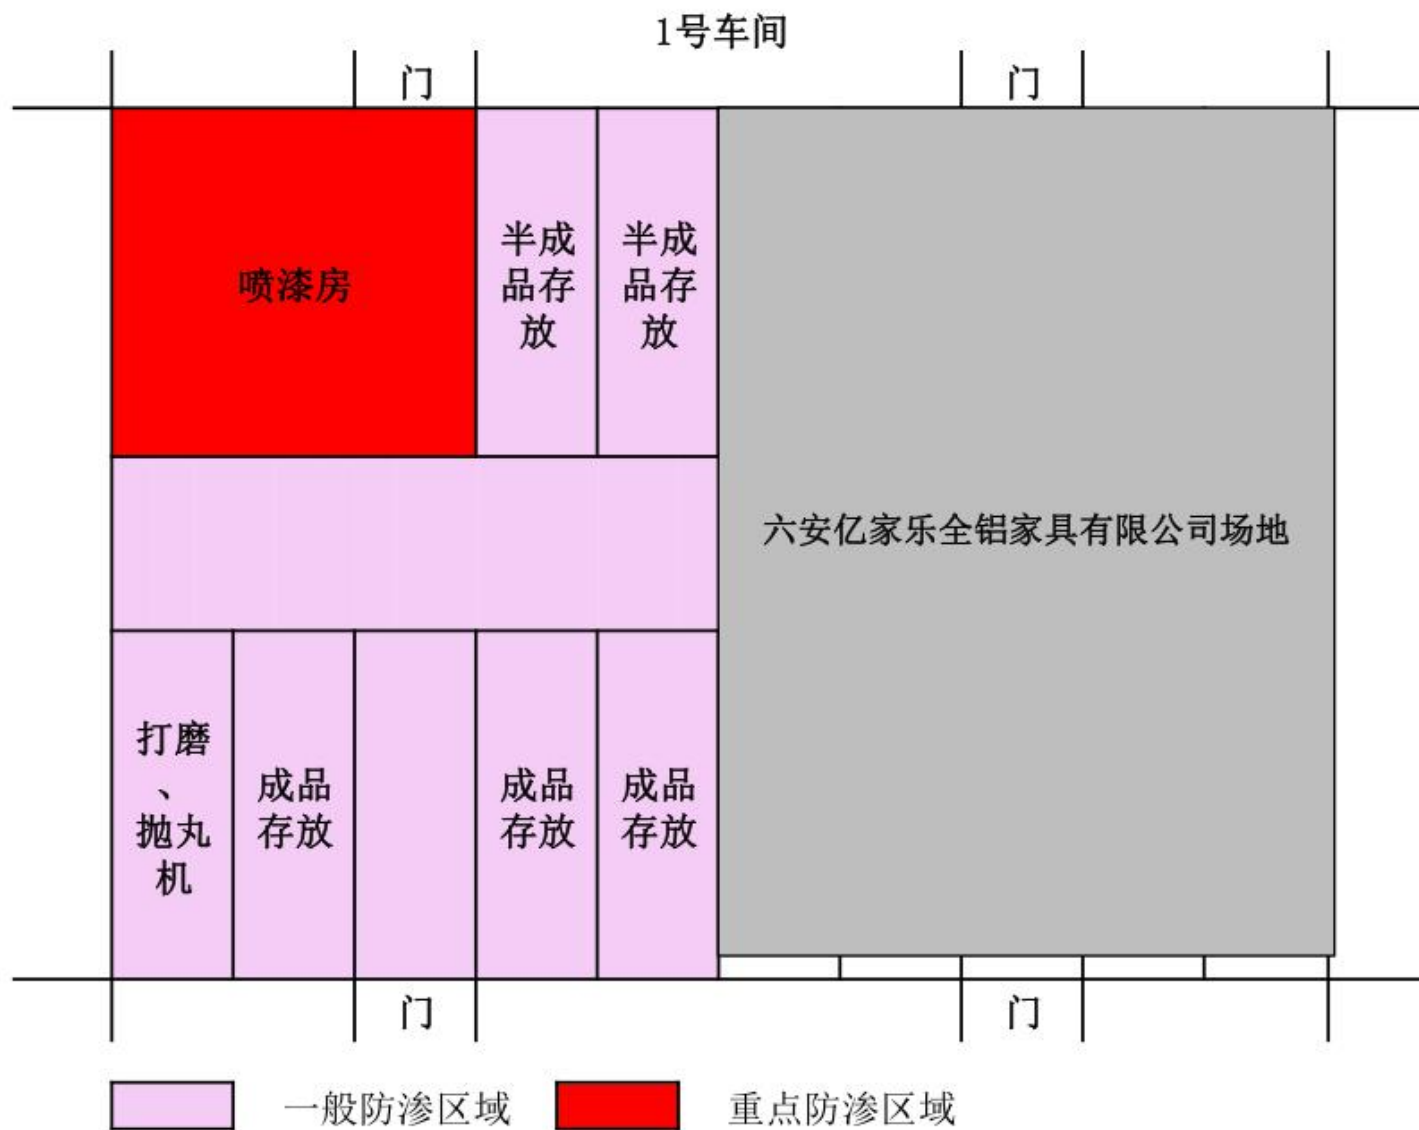 1号车间
门
门
喷漆房
半成
品存
放
半成
品存
放
六安亿家乐全铝家具有限公司场地
打磨
、
抛丸
机
成品
存放
成品
存放
成品
存放
门
门
一般防渗区域
重点防渗区域